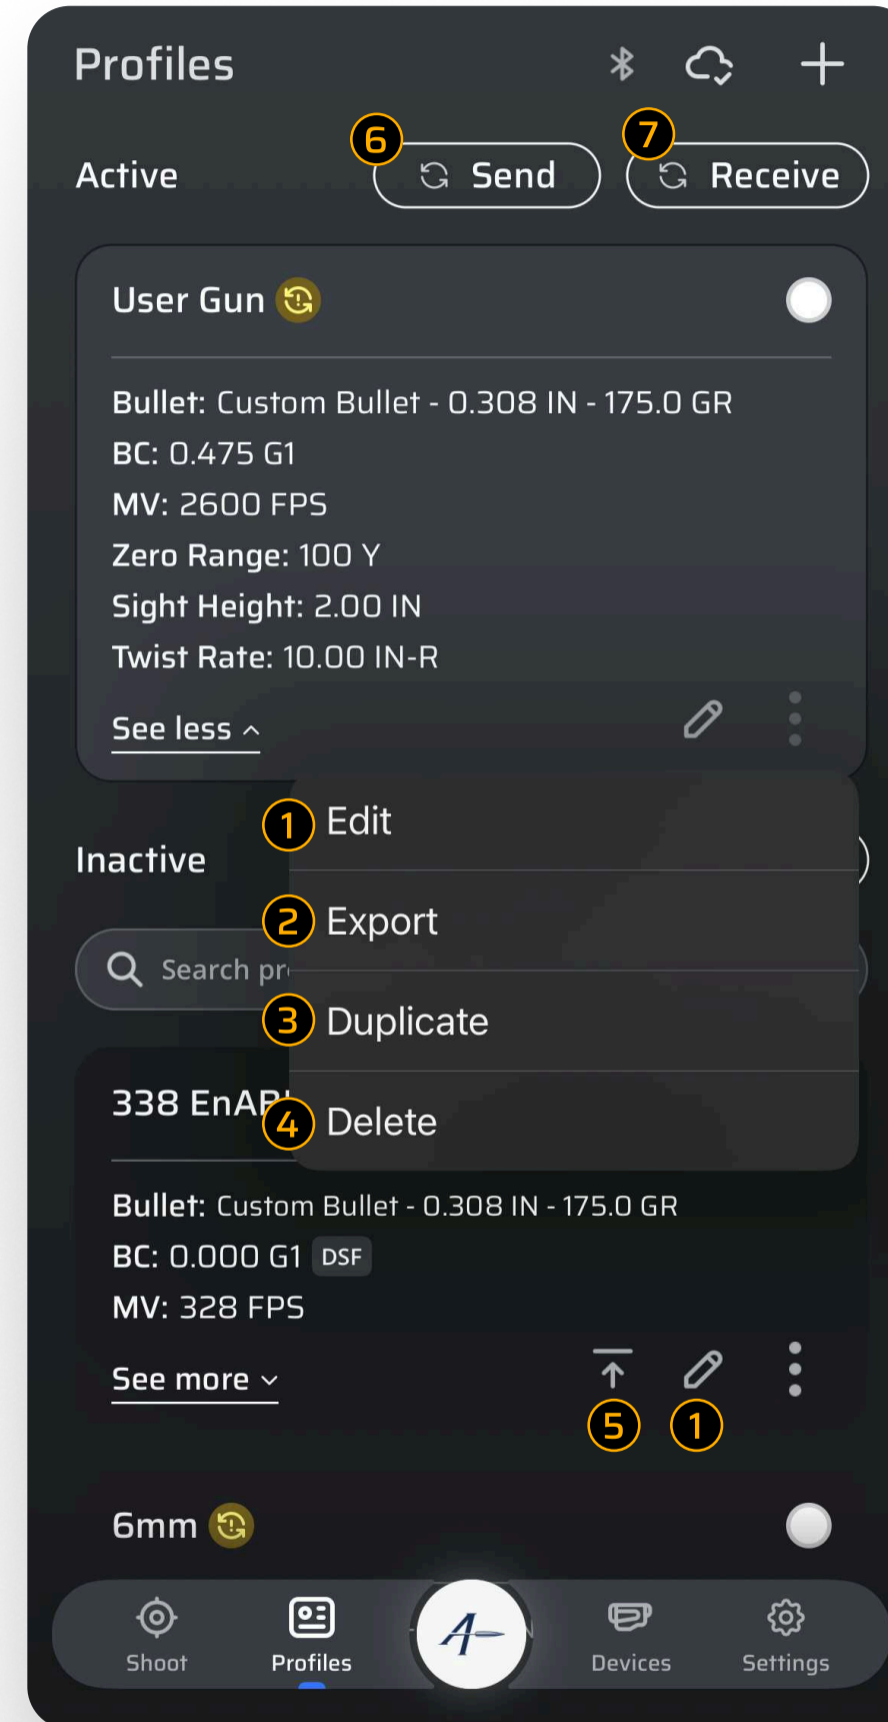 Profiles
Active
6
Send
7
Receive
User Gun
Bullet: Custom Bullet - 0.308 IN - 175.0 GR
BC: 0.475 G1
MV: 2600 FPS
Zero Range: 100 Y
Sight Height: 2.00 IN
Twist Rate: 10.00 IN-R
See less
1 Edit
Inactive
2 Export
Search
3 Duplicate
338
4 Delete
Bullet: Custom Bullet - 0.308 IN - 175.0 GR
BC: 0.000 G1 DSF
MV: 328 FPS
See more
5 1
6mm
Shoot Profiles Devices Settings